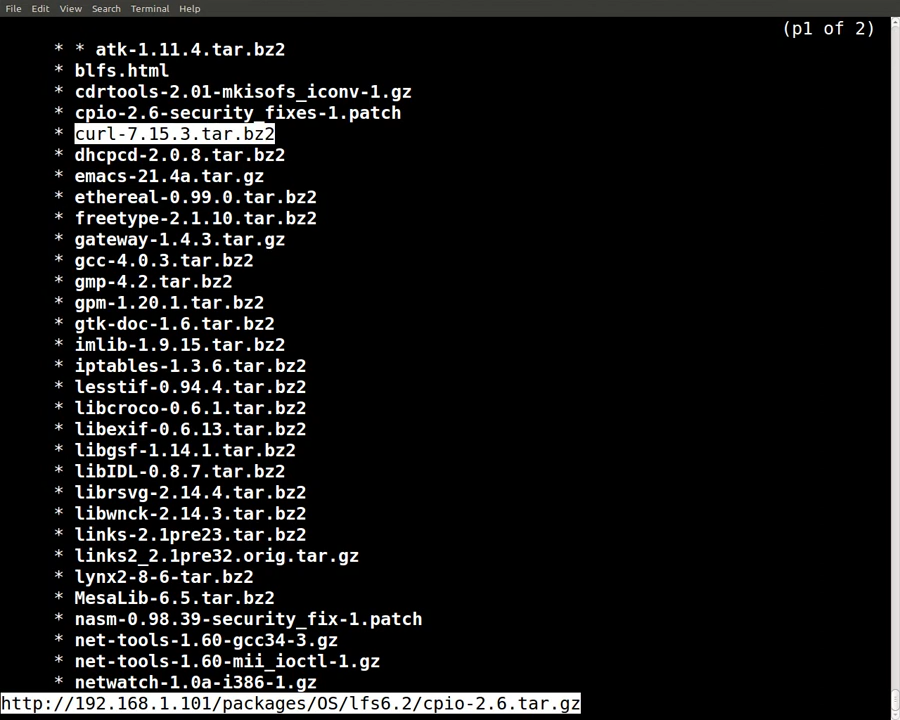 File Edit View Search Terminal Help
(p1 of 2)
* * atk-1.11.4.tar.bz2
* blfs.html
* cdrtools-2.01-mkisofs_iconv-1.gz
* cpio-2.6-security_fixes-1.patch
* curl-7.15.3.tar.bz2
* dhcpcd-2.0.8.tar.bz2
* emacs-21.4a.tar.gz
* ethereal-0.99.0.tar.bz2
* freetype-2.1.10.tar.bz2
* gateway-1.4.3.tar.gz
* gcc-4.0.3.tar.bz2
* gmp-4.2.tar.bz2
* gpm-1.20.1.tar.bz2
* gtk-doc-1.6.tar.bz2
* imlib-1.9.15.tar.bz2
* iptables-1.3.6.tar.bz2
* lesstif-0.94.4.tar.bz2
* libcroco-0.6.1.tar.bz2
* libexif-0.6.13.tar.bz2
* libgsf-1.14.1.tar.bz2
* libIDL-0.8.7.tar.bz2
* librsvg-2.14.4.tar.bz2
* libwnck-2.14.3.tar.bz2
* links-2.1pre23.tar.bz2
* links2_2.1pre32.orig.tar.gz
* lynx2-8-6-tar.bz2
* MesaLib-6.5.tar.bz2
* nasm-0.98.39-security_fix-1.patch
* net-tools-1.60-gcc34-3.gz
* net-tools-1.60-mii_ioctl-1.gz
* netwatch-1.0a-i386-1.gz
http://192.168.1.101/packages/OS/lfs6.2/cpio-2.6.tar.gz